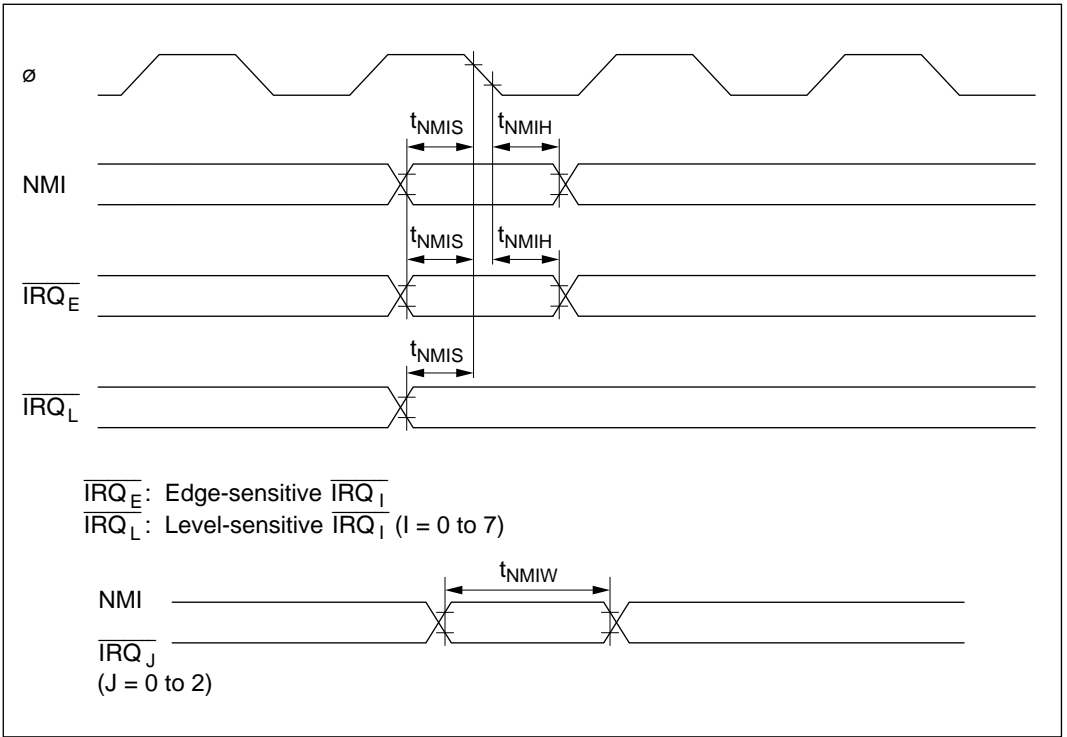 ø
tNMIS tNMIH
NMI
tNMIS tNMIH
IRQE
tNMIS
IRQL
IRQE: Edge-sensitive IRQI
IRQL: Level-sensitive IRQI (I = 0 to 7)
tNMIW
NMI
IRQJ
(J = 0 to 2)